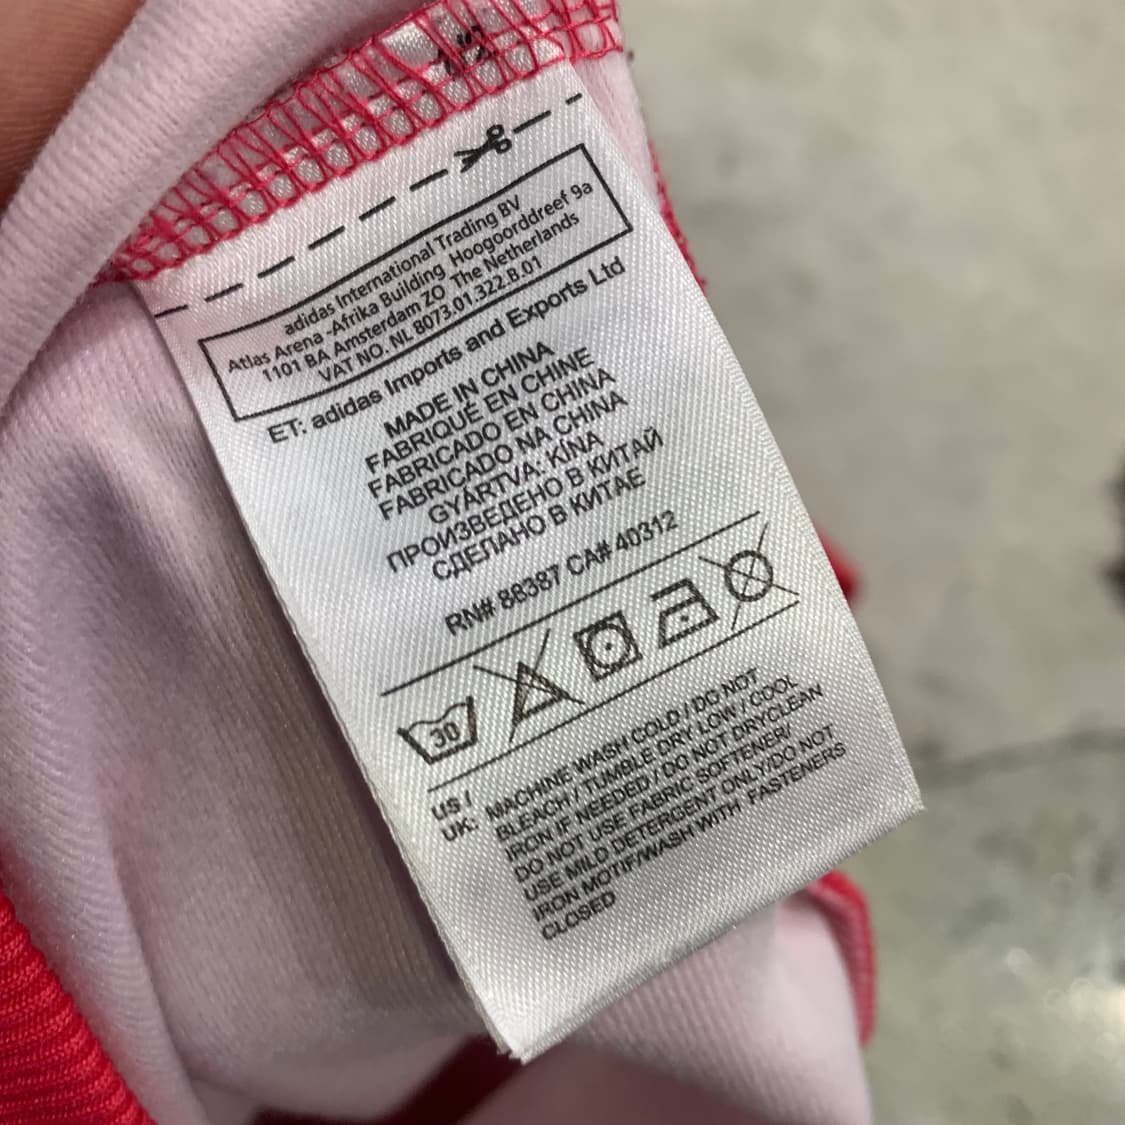 adidas International Trading BV
Atlas Arena -Afrika Building Hoogoorddreef 9a
1101 BA Amsterdam ZO The Netherlands
VAT NO. NL 8073.01.322.B.01
ET: adidas Imports and Exports Ltd
MADE IN CHINA
FABRIQUÉ EN CHINE
FABRICADO EN CHINA
FABRICADO NA CHINA
GYÁRTVA: KÍNA
ПРОИЗВЕДЕНО В КИТАЙ
СДЕЛАНО В КИТАЕ
RN# 88387 CA# 40312
30
US / MACHINE WASH COLD / DO NOT
UK: BLEACH / TUMBLE DRY LOW / COOL
IRON IF NEEDED / DO NOT DRYCLEAN
DO NOT USE FABRIC SOFTENER/
USE MILD DETERGENT ONLY/DO NOT
IRON MOTIF/WASH WITH FASTENERS
CLOSED